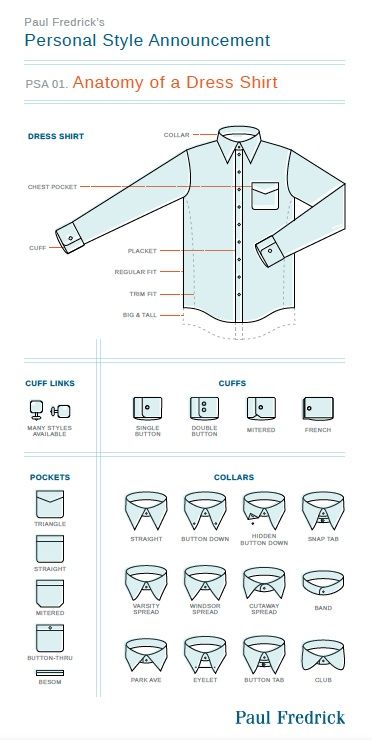 Paul Fredrick's
Personal Style Announcement
PSA 01. Anatomy of a Dress Shirt
DRESS SHIRT
COLLAR
CHEST POCKET
CUFF
PLACKET
REGULAR FIT
TRIM FIT
BIG & TALL
CUFF LINKS
MANY STYLES
AVAILABLE
CUFFS
SINGLE
BUTTON
DOUBLE
BUTTON
MITERED
FRENCH
POCKETS
TRIANGLE
STRAIGHT
MITERED
BUTTON-THRU
BESOM
COLLARS
STRAIGHT
BUTTON DOWN
HIDDEN
BUTTON DOWN
SNAP TAB
VARSITY
SPREAD
WINDSOR
SPREAD
CUTAWAY
SPREAD
BAND
PARK AVE
EYELET
BUTTON TAB
CLUB
Paul Fredrick